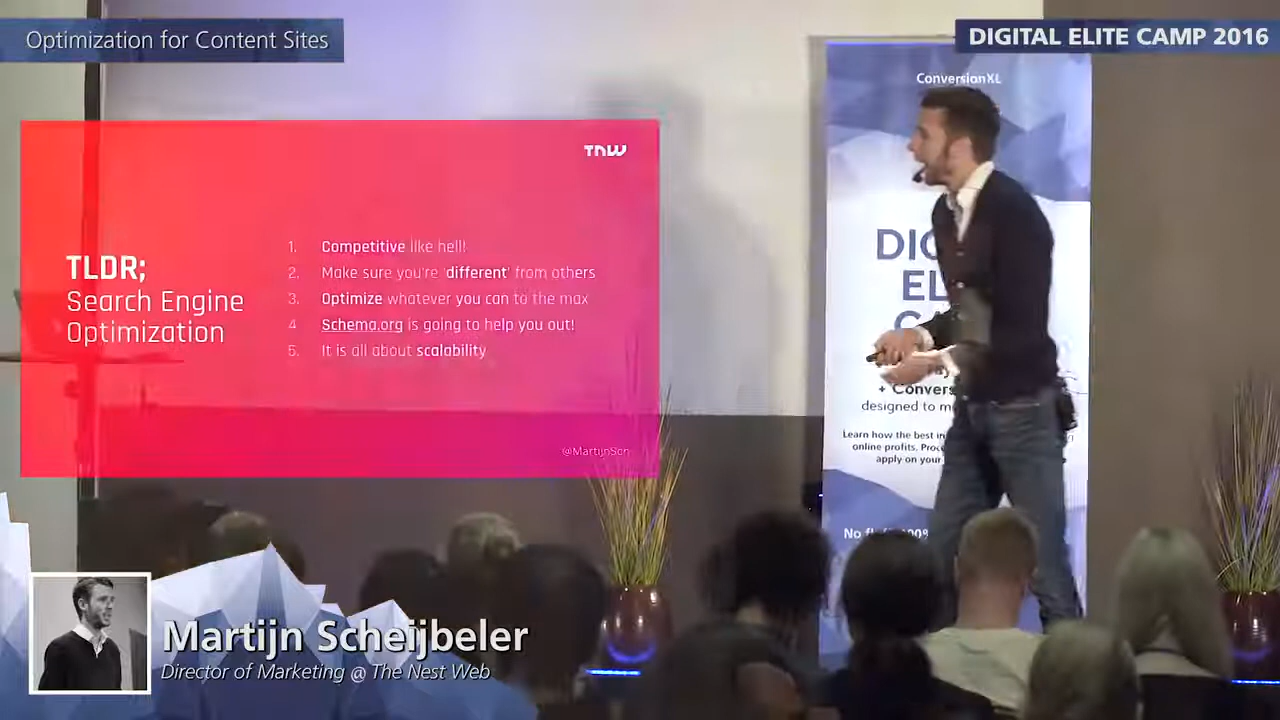 Optimization for Content Sites
DIGITAL ELITE CAMP 2016
ConversionXL
TNW
TLDR;
Search Engine
Optimization
1. Competitive like hell!
2. Make sure you're 'different' from others
3. Optimize whatever you can to the max
4. Schema.org is going to help you out!
5. It is all about scalability
@MartijnSch
DIG
EL
CA
+ Convers
designed to m
Learn how the best in
online profits. Proc
apply on your
Martijn Scheijbeler
Director of Marketing @ The Nest Web